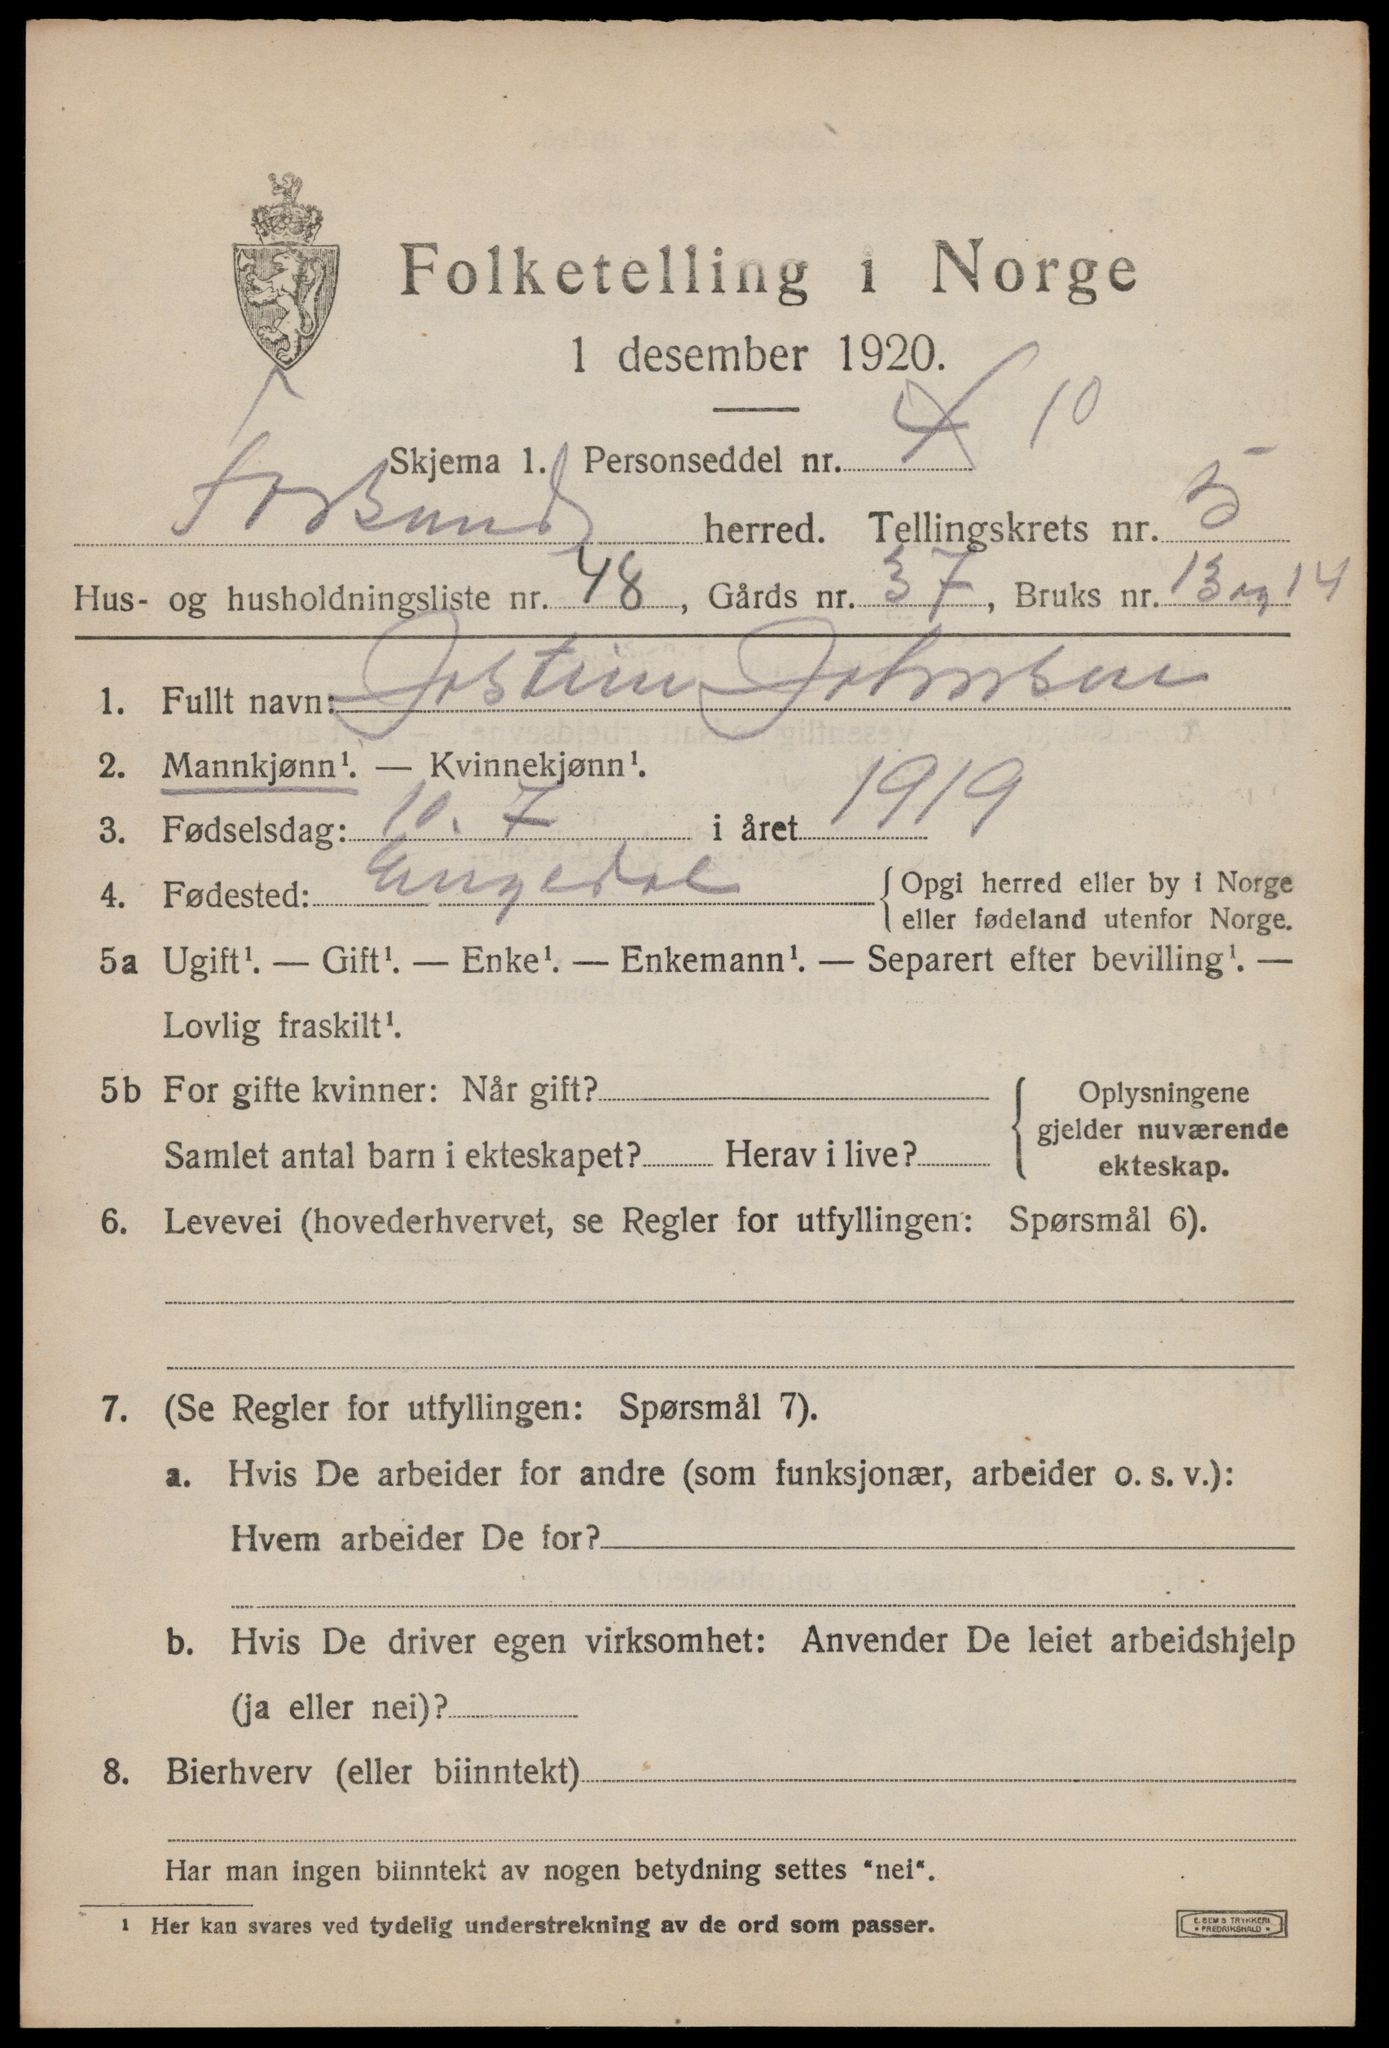 Folketelling i Norge
1 desember 1920.
Skjema 1. Personseddel nr. 10
herred. Tellingskrets nr. 5
Hus- og husholdningsliste nr. 48, Gårds nr. 37, Bruks nr. 13 og 14
1. Fullt navn: Jostein Johnsen
2. Mannkjønn¹. — Kvinnekjønn¹.
3. Fødselsdag: 10. 7 i året 1919
4. Fødested: Engedal {Opgi herred eller by i Norge
eller fødeland utenfor Norge.
5a Ugift¹. — Gift¹. — Enke¹. — Enkemann¹. — Separert efter bevilling¹. —
Lovlig fraskilt¹.
5b For gifte kvinner: Når gift?
Samlet antal barn i ekteskapet? Herav i live?
{Oplysningene
gjelder nuværende
ekteskap.
6. Levevei (hovederhvervet, se Regler for utfyllingen: Spørsmål 6).
7. (Se Regler for utfyllingen: Spørsmål 7).
a. Hvis De arbeider for andre (som funksjonær, arbeider o. s. v.):
Hvem arbeider De for?
b. Hvis De driver egen virksomhet: Anvender De leiet arbeidshjelp
(ja eller nei)?
8. Bierhverv (eller biinntekt)
Har man ingen biinntekt av nogen betydning settes "nei".
1 Her kan svares ved tydelig understrekning av de ord som passer.
E. SEM'S TRYKKERI
* FREDRIKSHALD *